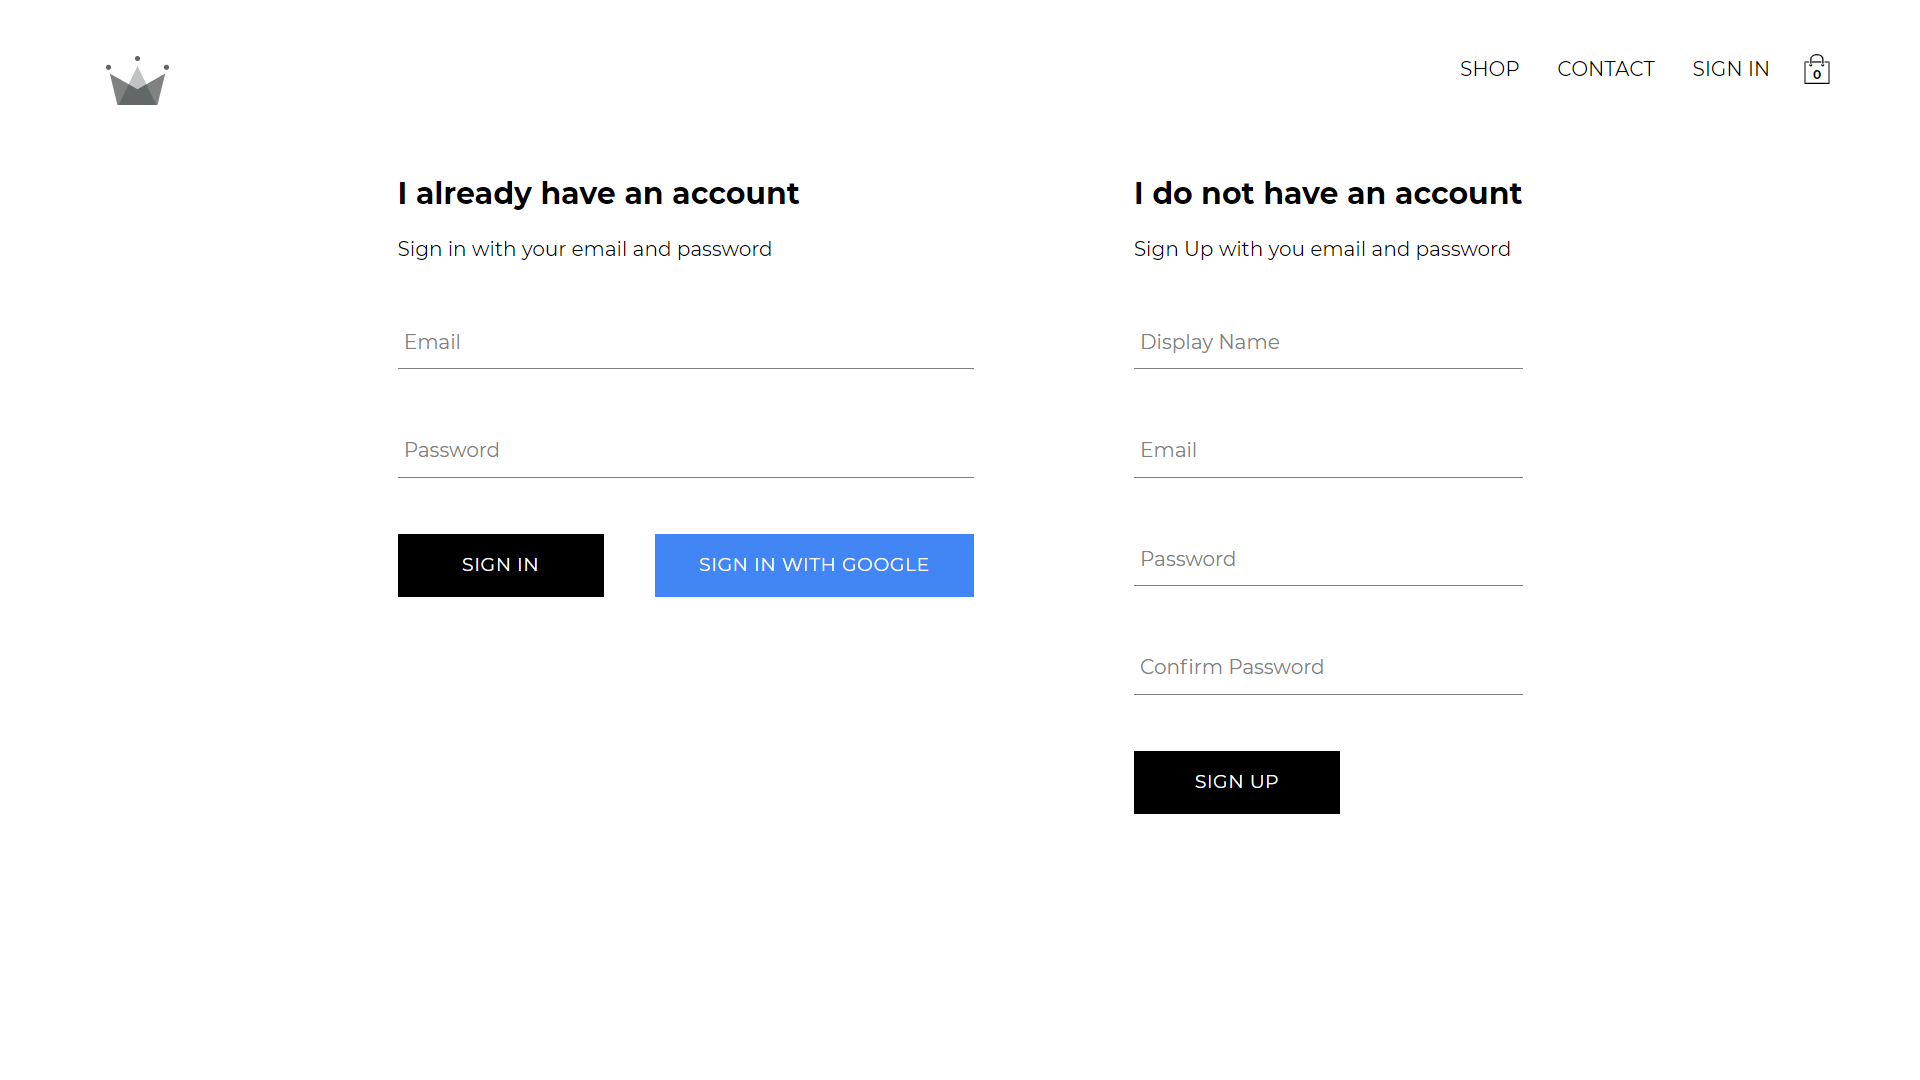 SHOP
CONTACT
SIGN IN
0
I already have an account
Sign in with your email and password
Email
Password
SIGN IN
SIGN IN WITH GOOGLE
I do not have an account
Sign Up with you email and password
Display Name
Email
Password
Confirm Password
SIGN UP